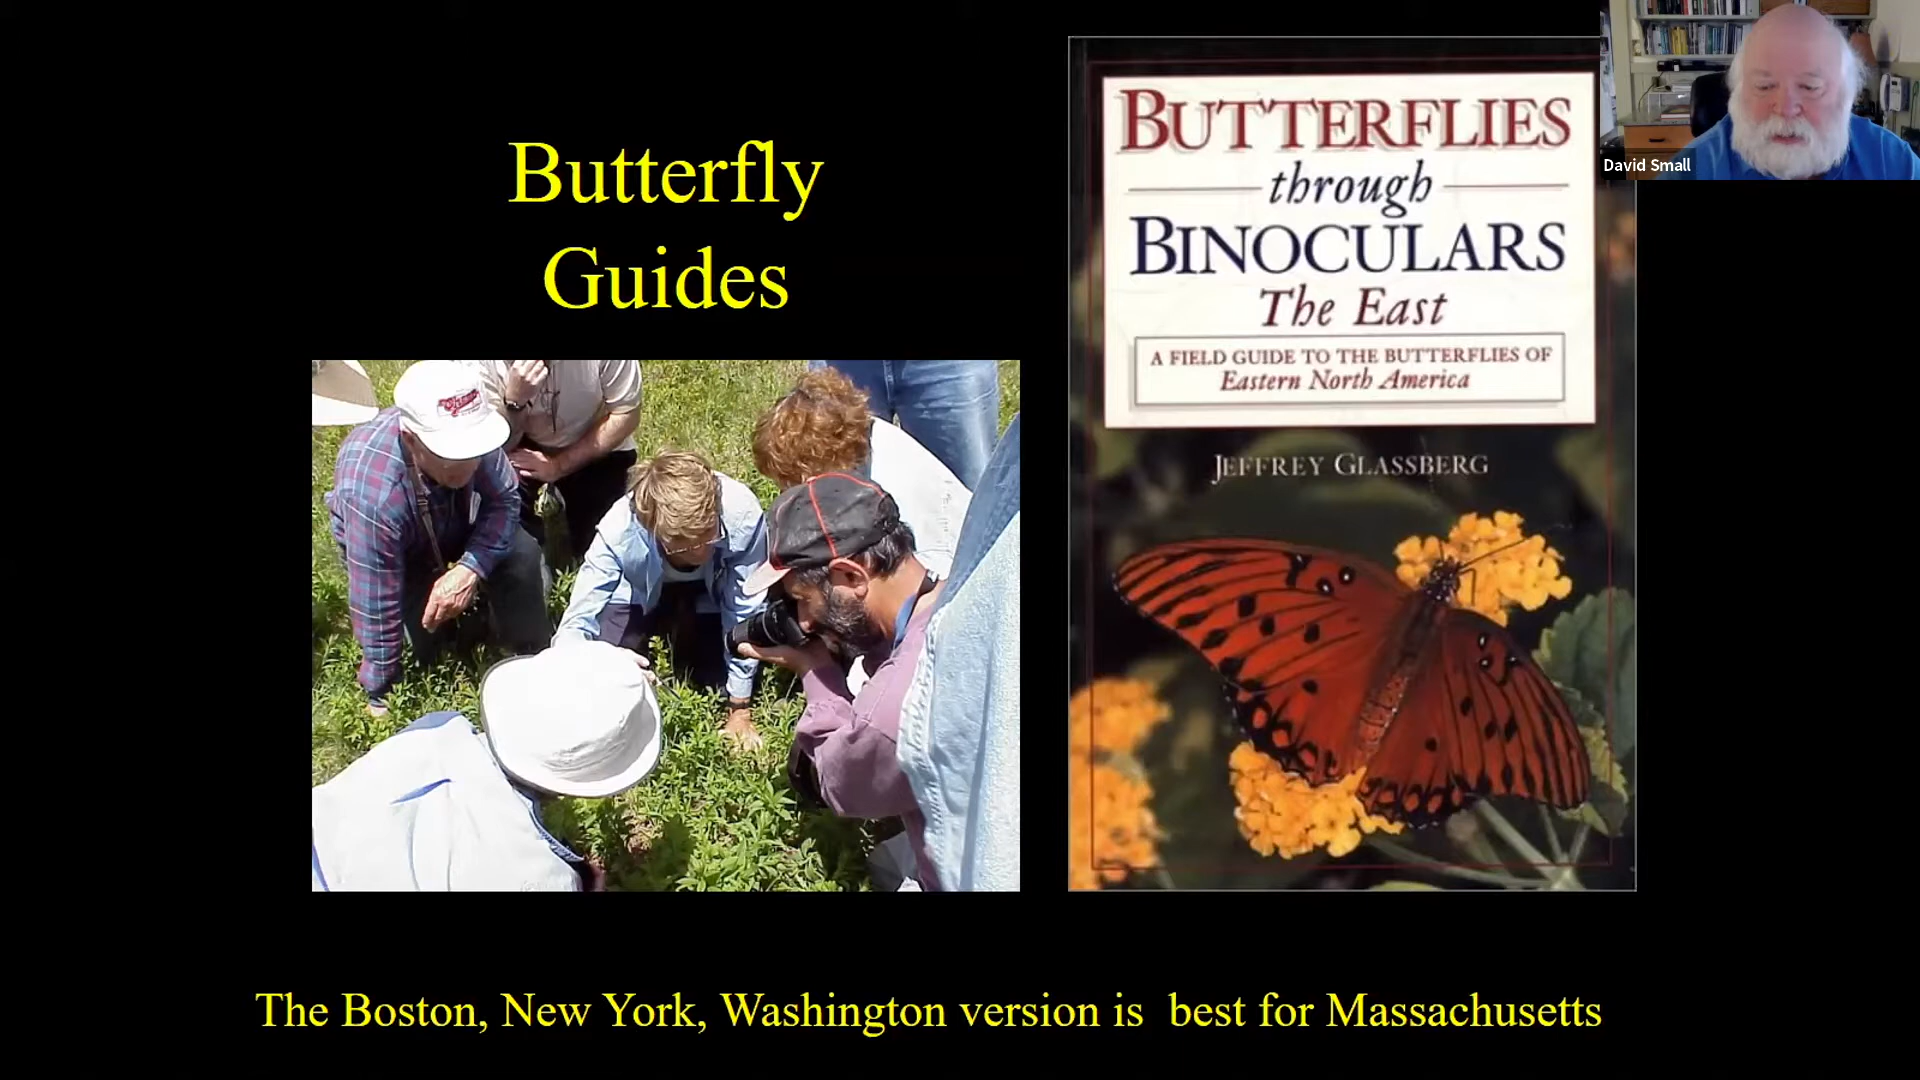 Butterfly
Guides
BUTTERFLIES
through
BINOCULARS
The East
A FIELD GUIDE TO THE BUTTERFLIES OF
Eastern North America
JEFFREY GLASSBERG
David Small
The Boston, New York, Washington version is  best for Massachusetts